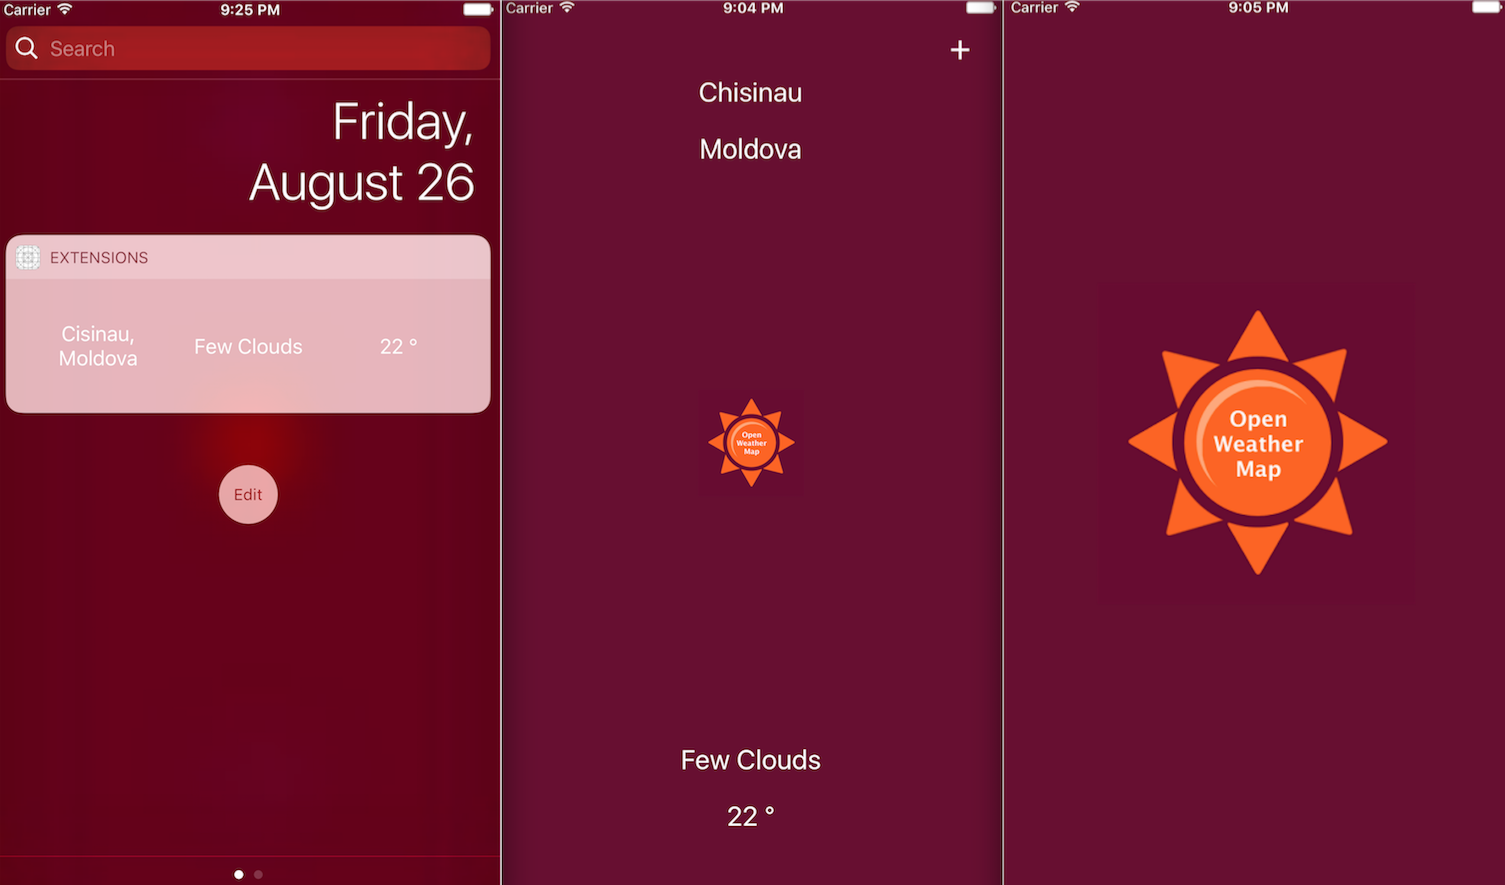 Carrier 9:25 PM
Search
Friday,
August 26
EXTENSIONS
Cisinau,
Moldova
Few Clouds
22 °
Edit
Carrier 9:04 PM
+
Chisinau
Moldova
Open
Weather
Map
Few Clouds
22 °
Carrier 9:05 PM
Open
Weather
Map